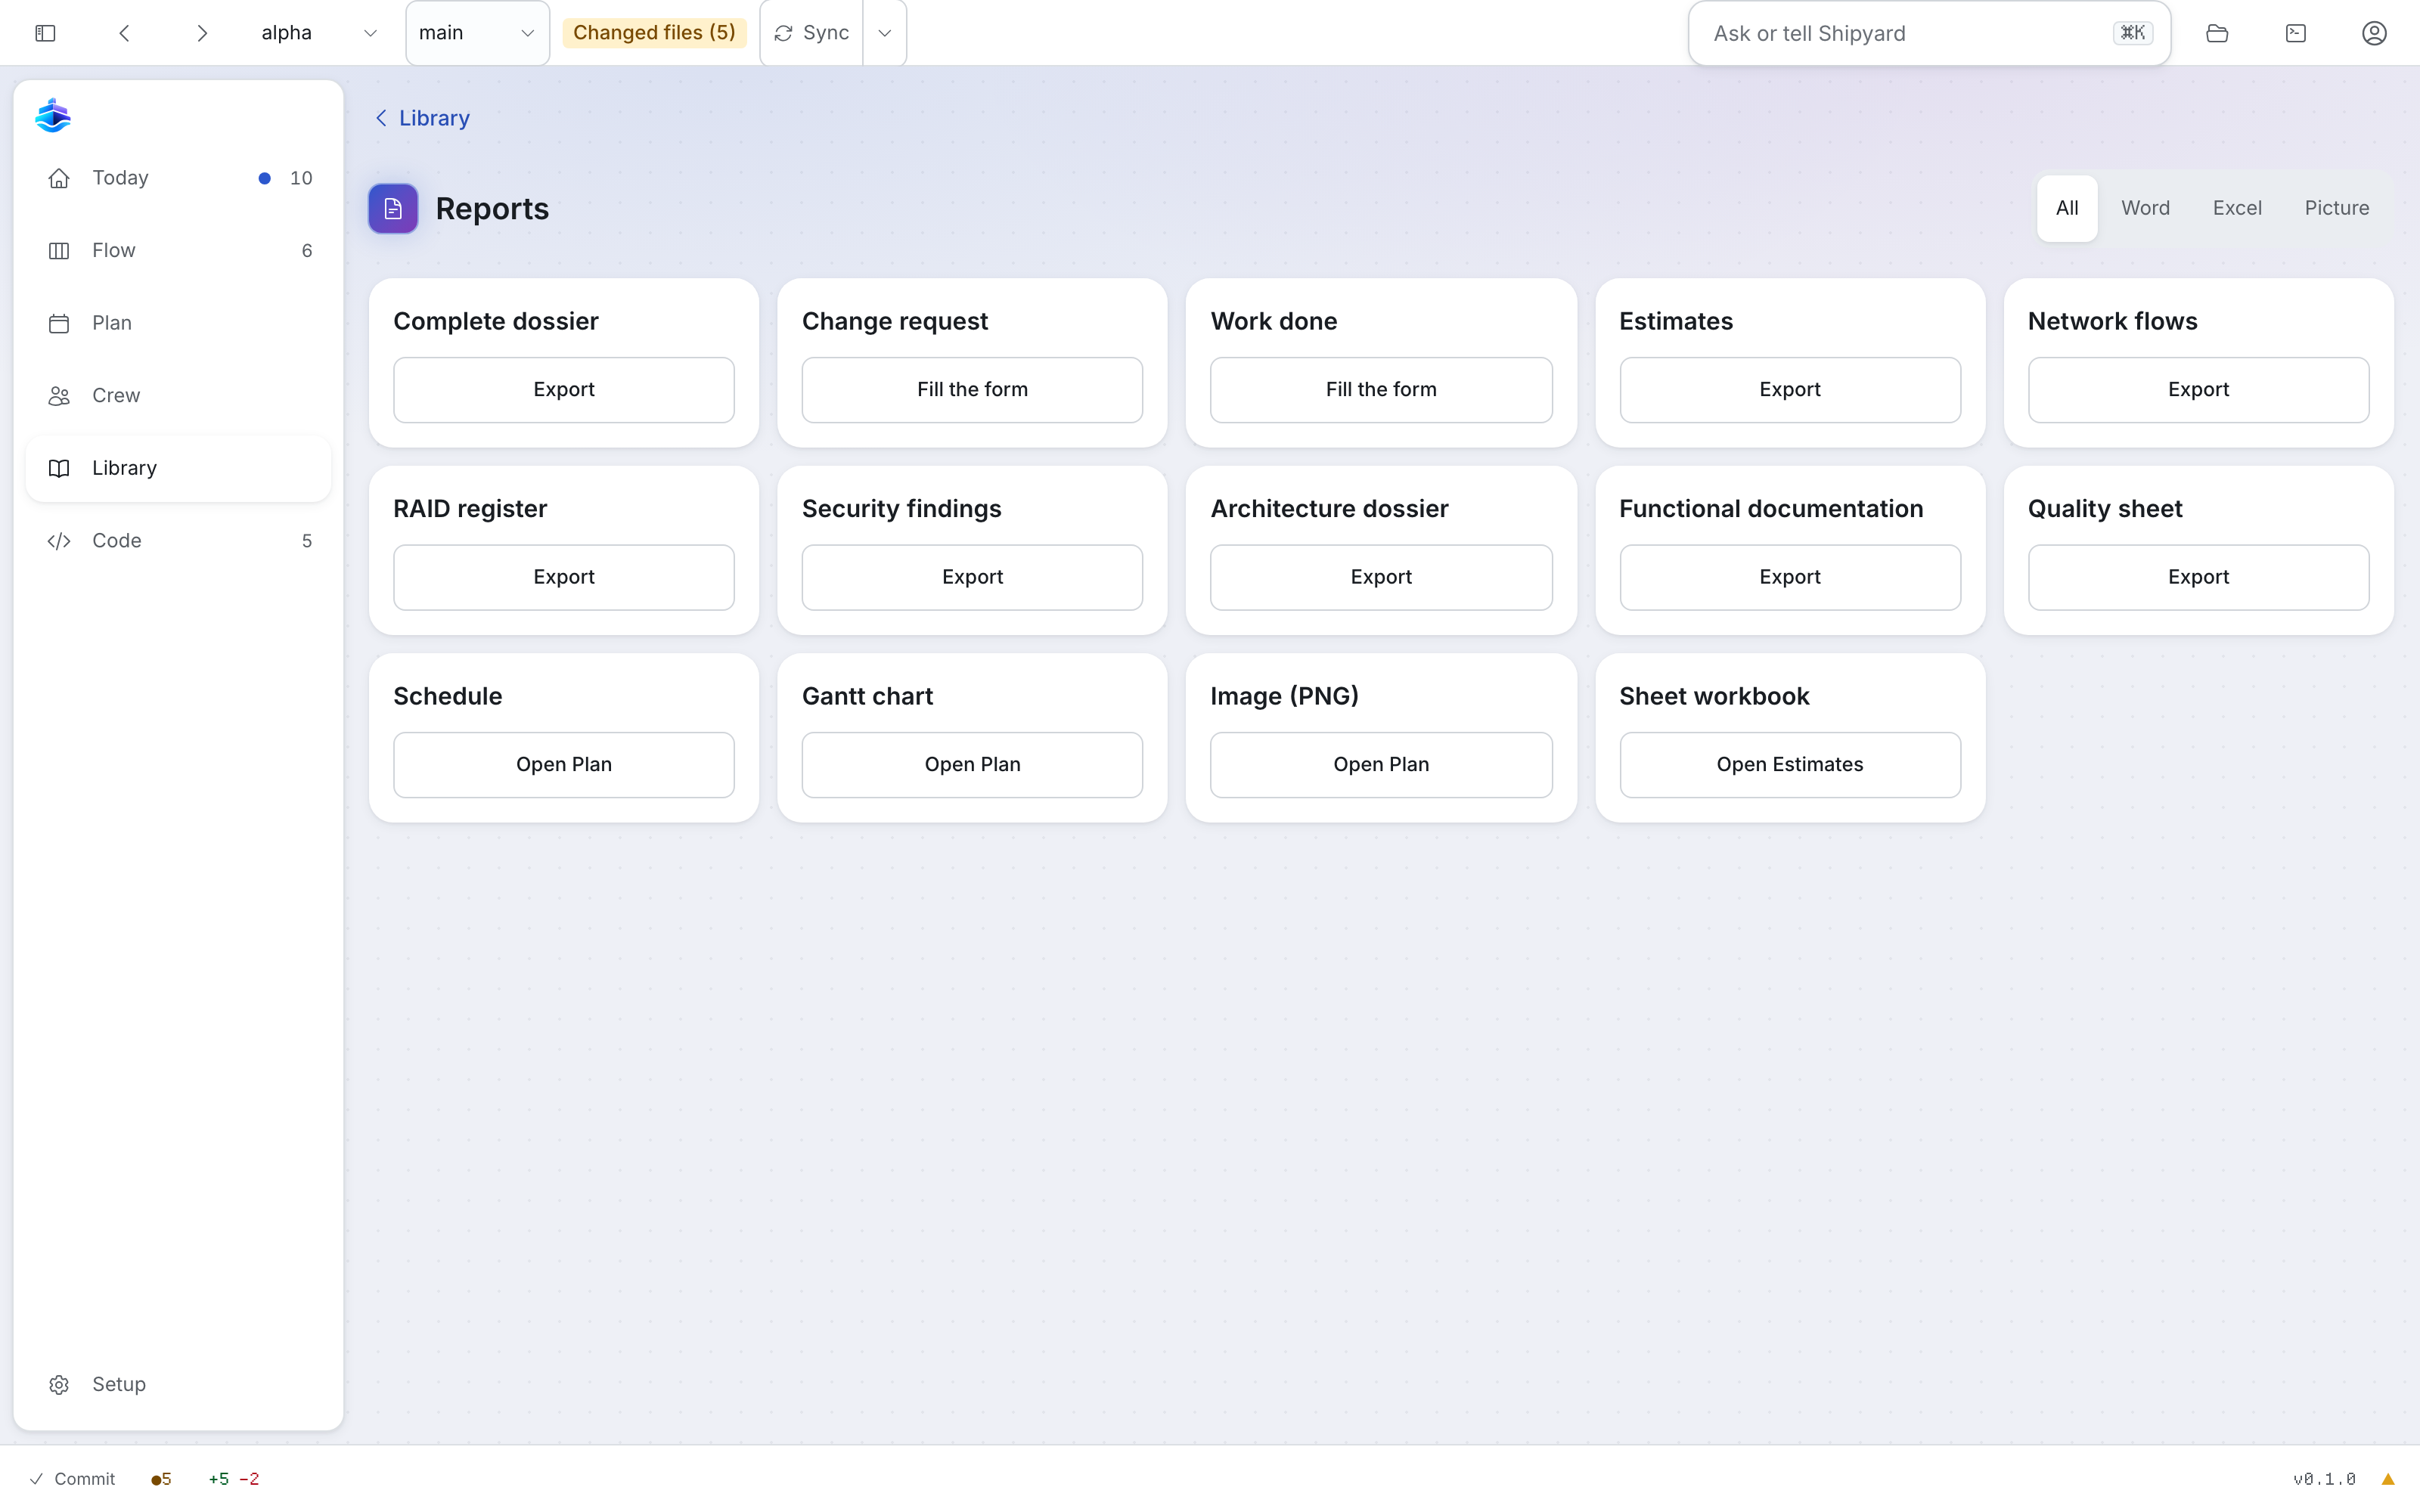 alpha
main
Changed files (5)
Sync
Ask or tell Shipyard
⌘K
Today 10
Flow 6
Plan
Crew
Library
Code 5
Setup
Library
Reports
All Word Excel Picture
Complete dossier
Export
Change request
Fill the form
Work done
Fill the form
Estimates
Export
Network flows
Export
RAID register
Export
Security findings
Export
Architecture dossier
Export
Functional documentation
Export
Quality sheet
Export
Schedule
Open Plan
Gantt chart
Open Plan
Image (PNG)
Open Plan
Sheet workbook
Open Estimates
Commit 5 +5 −2
v0.1.0